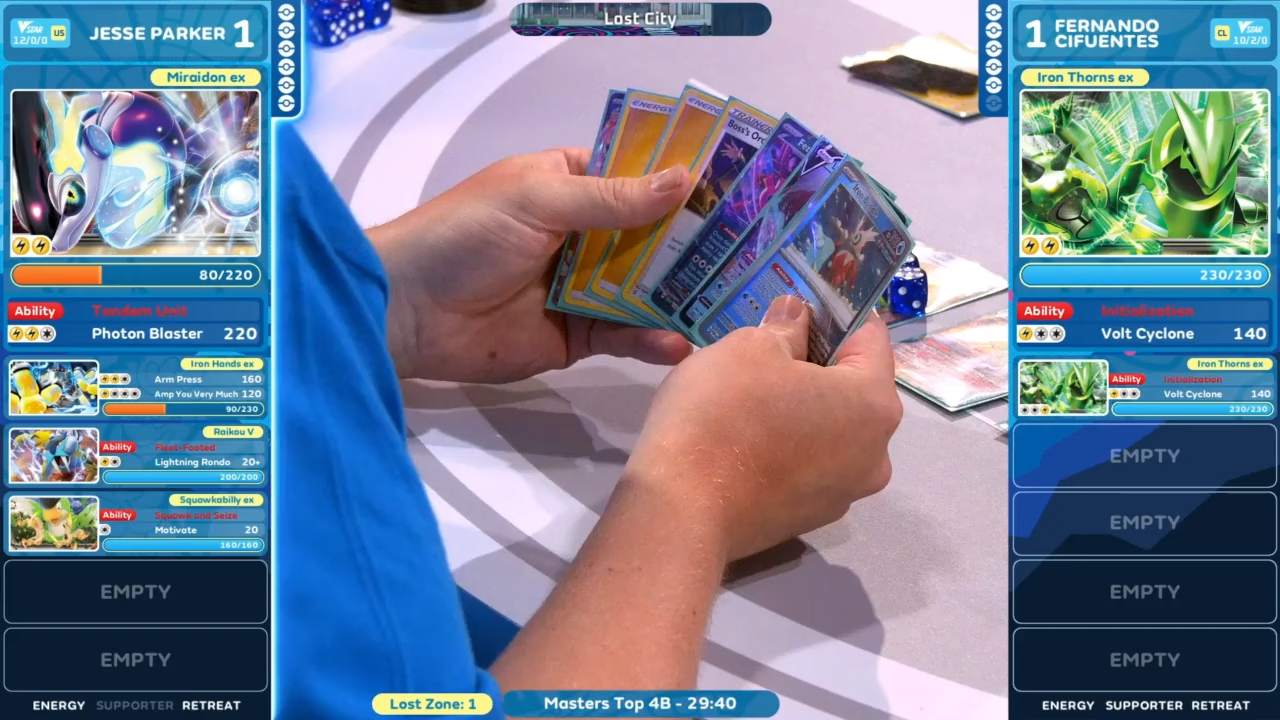 Lost City
VSTAR
12/0/0
US
JESSE PARKER 1
Miraidon ex
80/220
Ability
Tandem Unit
Photon Blaster 220
Iron Hands ex
Arm Press 160
Amp You Very Much 120
90/230
Raikou V
Ability
Fleet-Footed
Lightning Rondo 20+
200/200
Squawkabilly ex
Ability
Squawk and Seize
Motivate 20
160/160
EMPTY
EMPTY
ENERGY SUPPORTER RETREAT
ENERGY
TRAINER
Lost Zone: 1
Masters Top 4B - 29:40
1 FERNANDO
CIFUENTES
CL
VSTAR
10/2/0
Iron Thorns ex
230/230
Ability
Initialization
Volt Cyclone 140
Iron Thorns ex
Ability
Initialization
Volt Cyclone 140
230/230
EMPTY
EMPTY
EMPTY
EMPTY
ENERGY SUPPORTER RETREAT